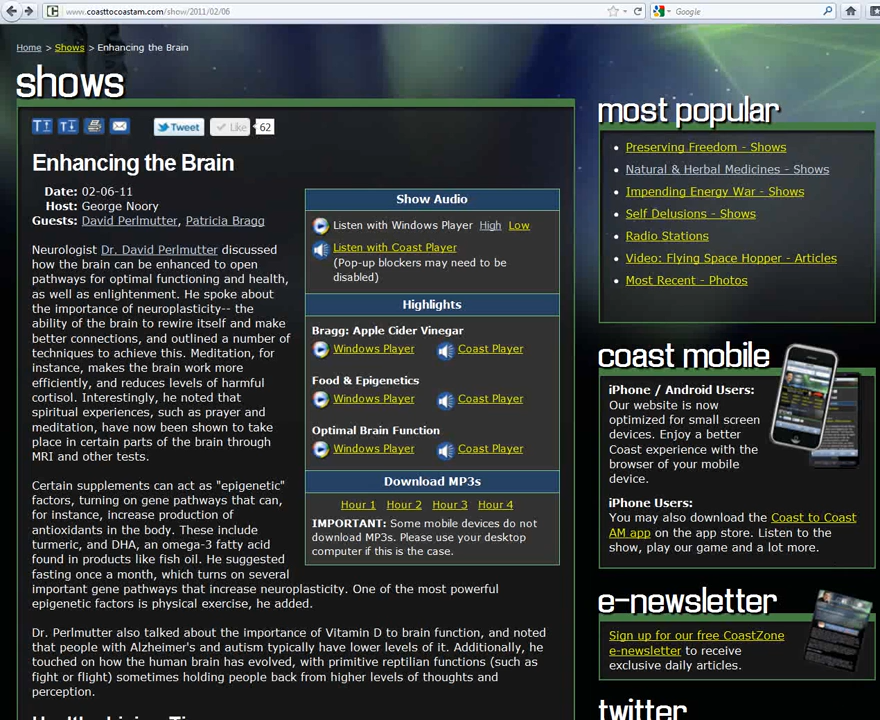 www.coasttocoastam.com/show/2011/02/06
Google
Home > Shows > Enhancing the Brain
shows
Tweet
Like
62
Enhancing the Brain
Date: 02-06-11
Host: George Noory
Guests: David Perlmutter, Patricia Bragg
Neurologist Dr. David Perlmutter discussed
how the brain can be enhanced to open
pathways for optimal functioning and health,
as well as enlightenment. He spoke about
the importance of neuroplasticity-- the
ability of the brain to rewire itself and make
better connections, and outlined a number of
techniques to achieve this. Meditation, for
instance, makes the brain work more
efficiently, and reduces levels of harmful
cortisol. Interestingly, he noted that
spiritual experiences, such as prayer and
meditation, have now been shown to take
place in certain parts of the brain through
MRI and other tests.
Certain supplements can act as "epigenetic"
factors, turning on gene pathways that can,
for instance, increase production of
antioxidants in the body. These include
turmeric, and DHA, an omega-3 fatty acid
found in products like fish oil. He suggested
fasting once a month, which turns on several
important gene pathways that increase neuroplasticity. One of the most powerful
epigenetic factors is physical exercise, he added.
Dr. Perlmutter also talked about the importance of Vitamin D to brain function, and noted
that people with Alzheimer's and autism typically have lower levels of it. Additionally, he
touched on how the human brain has evolved, with primitive reptilian functions (such as
fight or flight) sometimes holding people back from higher levels of thoughts and
perception.
Show Audio
Listen with Windows Player High Low
Listen with Coast Player
(Pop-up blockers may need to be
disabled)
Highlights
Bragg: Apple Cider Vinegar
Windows Player Coast Player
Food & Epigenetics
Windows Player Coast Player
Optimal Brain Function
Windows Player Coast Player
Download MP3s
Hour 1 Hour 2 Hour 3 Hour 4
IMPORTANT: Some mobile devices do not
download MP3s. Please use your desktop
computer if this is the case.
most popular
Preserving Freedom - Shows
Natural & Herbal Medicines - Shows
Impending Energy War - Shows
Self Delusions - Shows
Radio Stations
Video: Flying Space Hopper - Articles
Most Recent - Photos
coast mobile
iPhone / Android Users:
Our website is now
optimized for small screen
devices. Enjoy a better
Coast experience with the
browser of your mobile
device.
iPhone Users:
You may also download the Coast to Coast
AM app on the app store. Listen to the
show, play our game and a lot more.
e-newsletter
Sign up for our free CoastZone
e-newsletter to receive
exclusive daily articles.
twitter